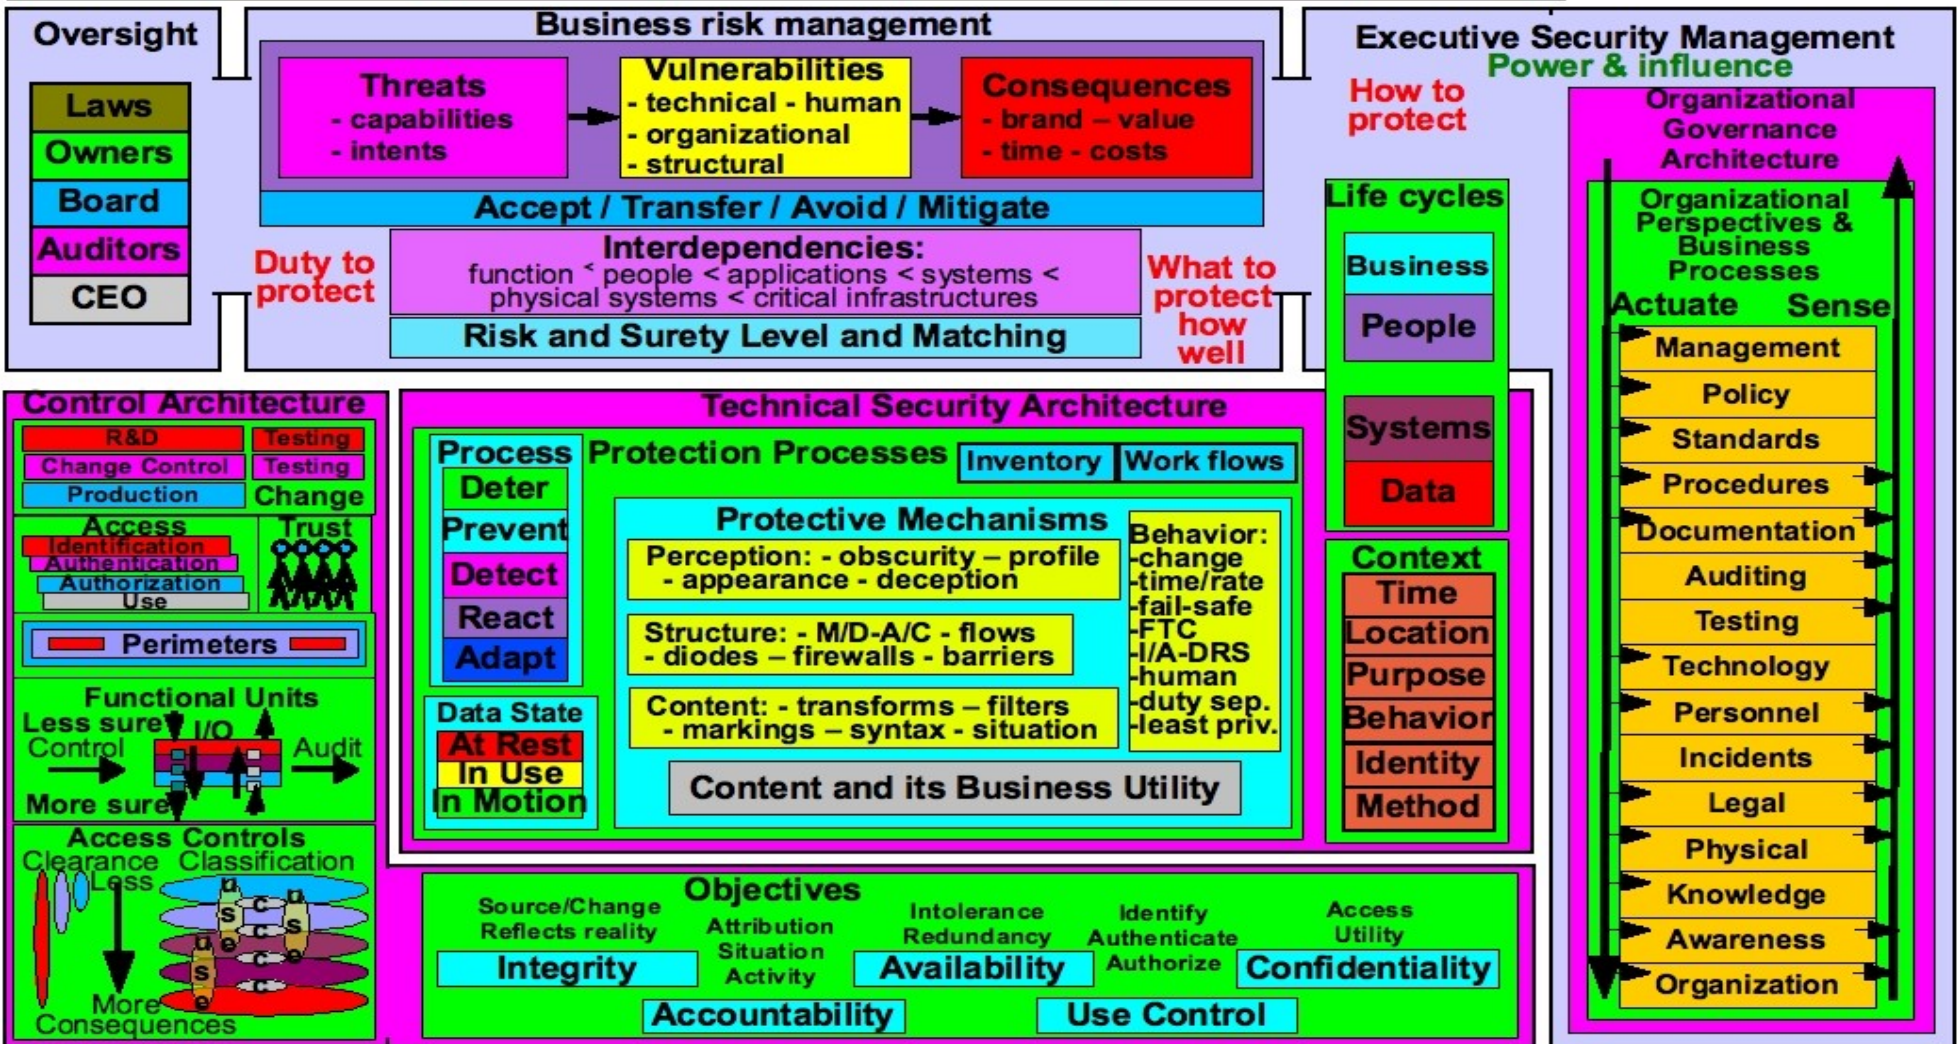 Oversight
Laws
Owners
Board
Auditors
CEO
Duty to
protect
Business risk management
Threats
- capabilities
- intents
Vulnerabilities
- technical - human
- organizational
- structural
Consequences
- brand – value
- time - costs
Accept / Transfer / Avoid / Mitigate
Interdependencies:
function < people < applications < systems <
physical systems < critical infrastructures
Risk and Surety Level and Matching
What to
protect
how
well
Executive Security Management
Power & influence
How to
protect
Life cycles
Business
People
Systems
Data
Context
Time
Location
Purpose
Behavior
Identity
Method
Organizational
Governance
Architecture
Organizational
Perspectives &
Business
Processes
Actuate Sense
Management
Policy
Standards
Procedures
Documentation
Auditing
Testing
Technology
Personnel
Incidents
Legal
Physical
Knowledge
Awareness
Organization
Control Architecture
R&D Testing
Change Control Testing
Production Change
Access Trust
Identification
Authentication
Authorization
Use
Perimeters
Functional Units
Less sure I/O
Control Audit
More sure
Access Controls
Clearance Classification
Less
More
Consequences
u
s
e
c
u
s
e
c
u
s
e
c
c
Technical Security Architecture
Process
Deter
Prevent
Detect
React
Adapt
Data State
At Rest
In Use
In Motion
Protection Processes Inventory Work flows
Protective Mechanisms
Perception: - obscurity – profile
- appearance - deception
Structure: - M/D-A/C - flows
- diodes – firewalls - barriers
Content: - transforms – filters
- markings – syntax - situation
Behavior:
-change
-time/rate
-fail-safe
-FTC
-I/A-DRS
-human
-duty sep.
-least priv.
Content and its Business Utility
Objectives
Source/Change
Reflects reality
Integrity
Attribution
Situation
Activity
Accountability
Intolerance
Redundancy
Availability
Identify
Authenticate
Authorize
Use Control
Access
Utility
Confidentiality